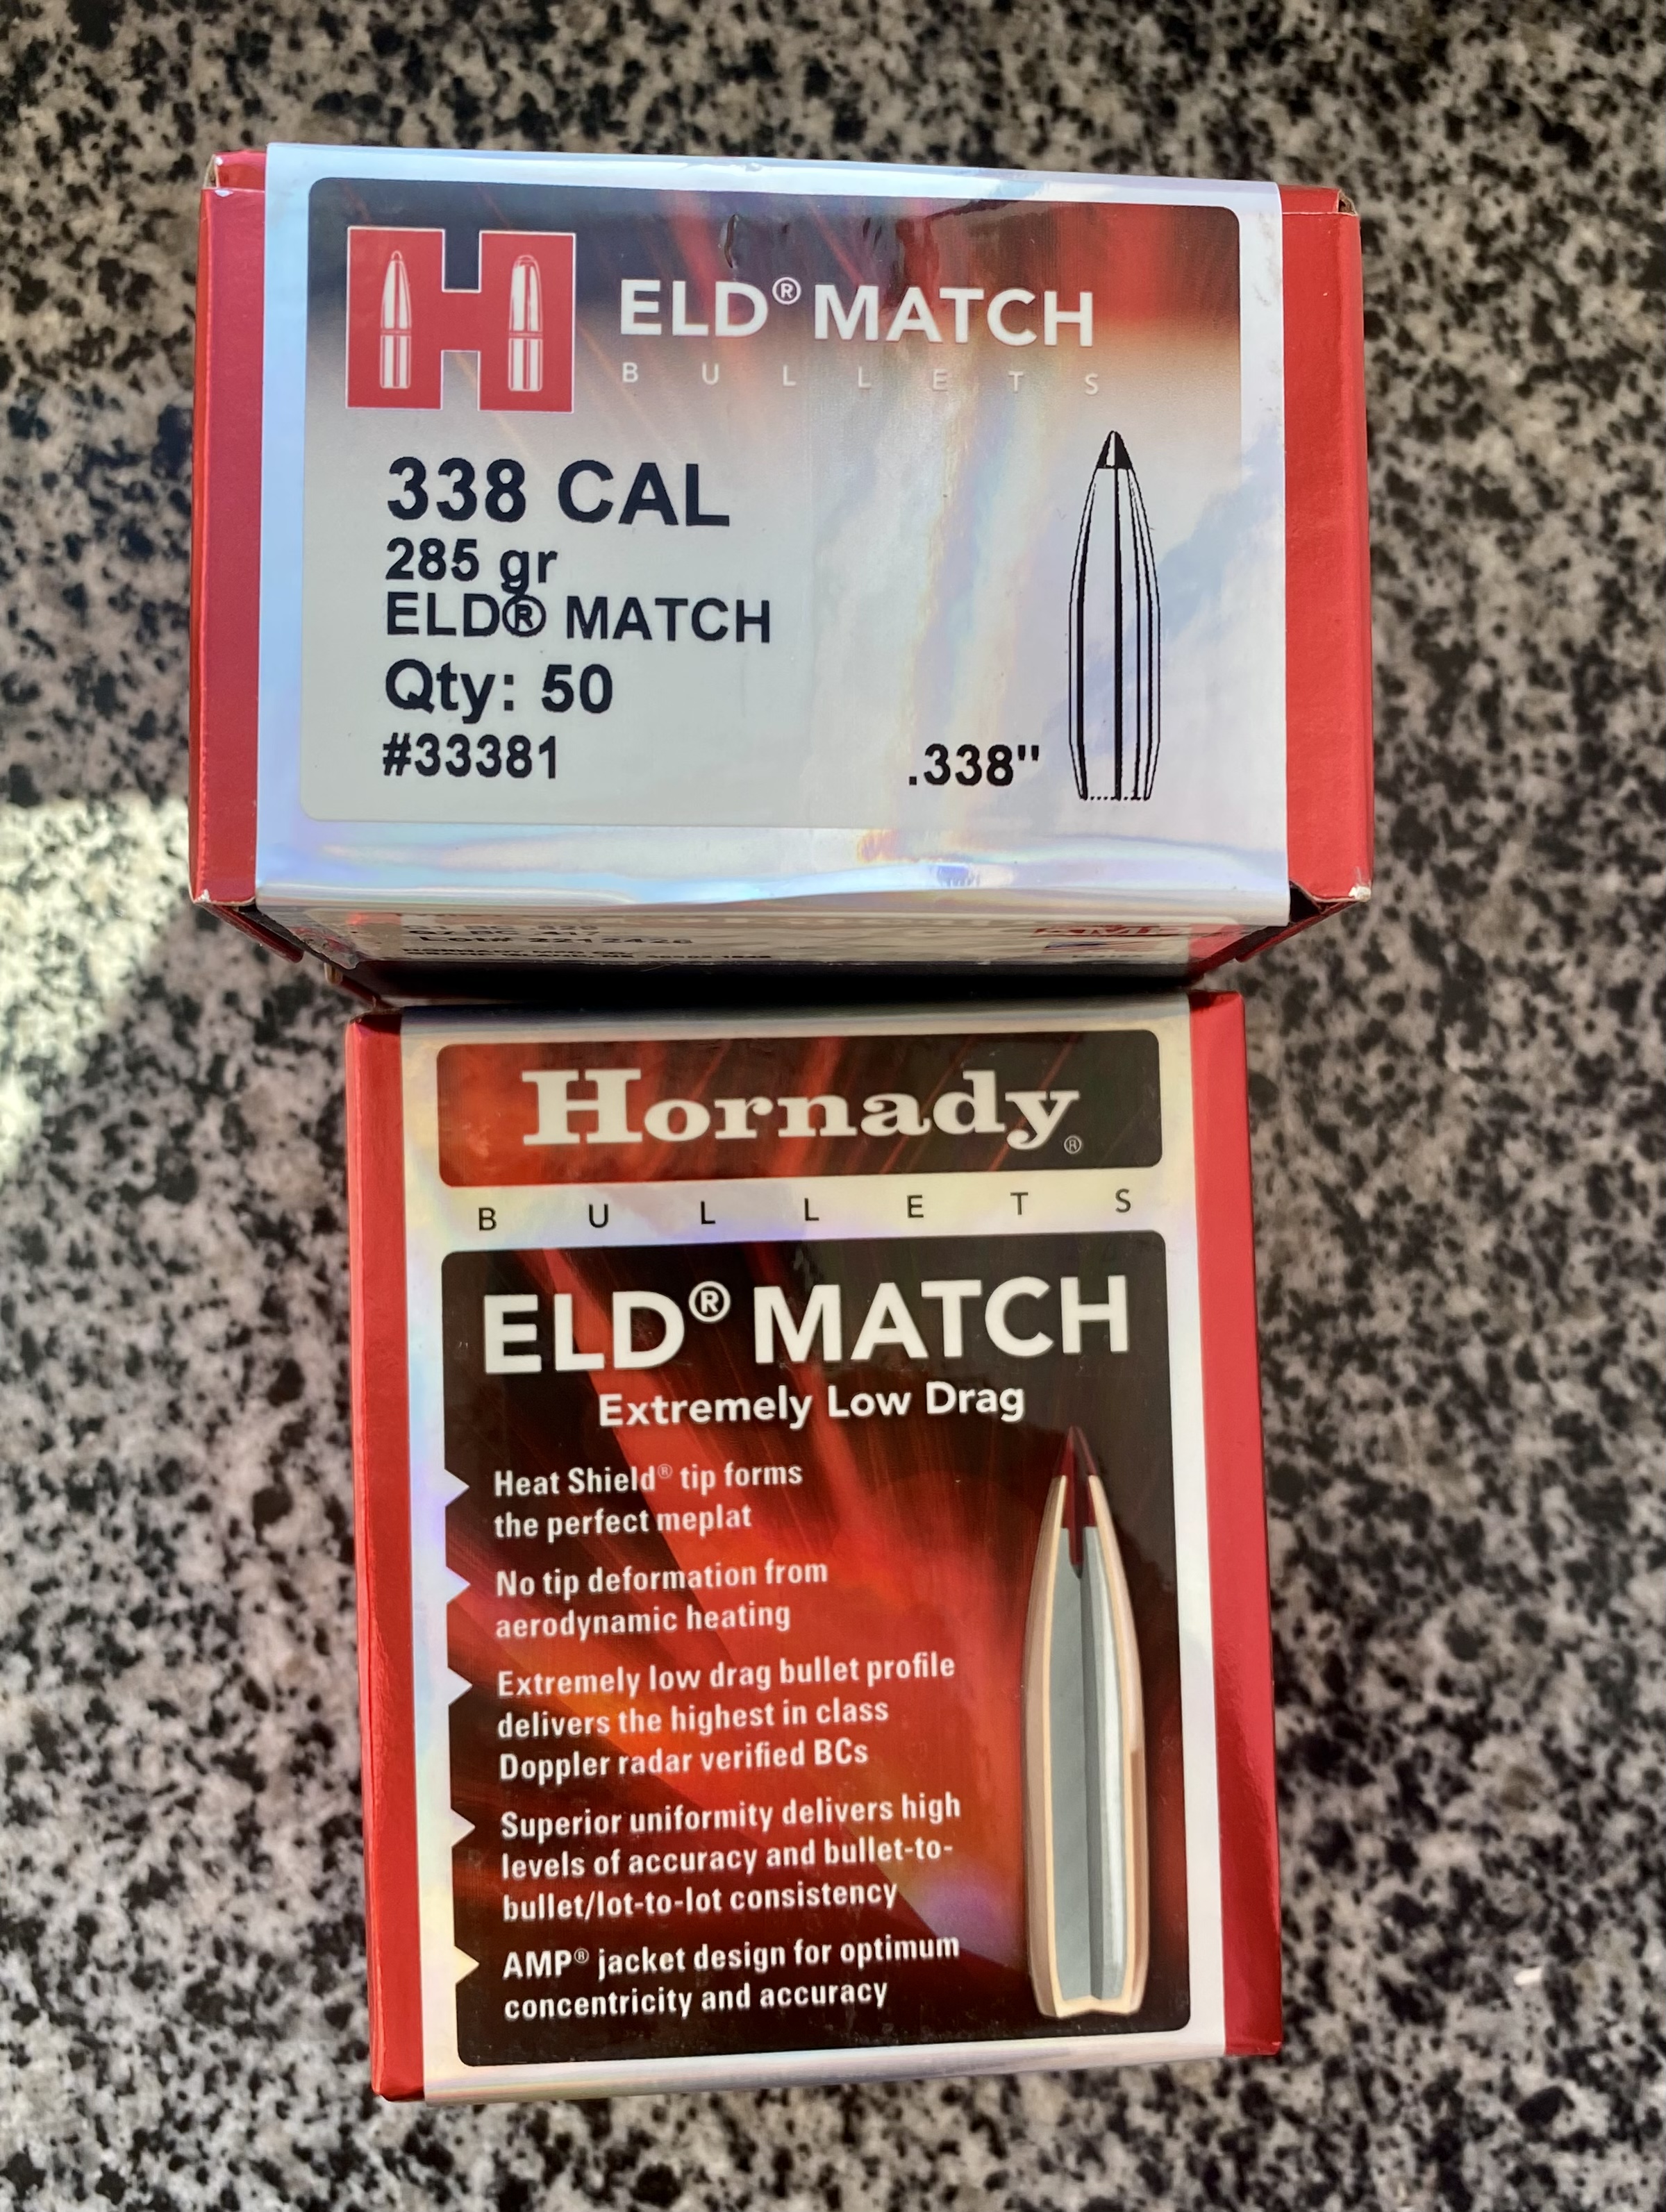 ELD® MATCH
BULLETS
338 CAL
285 gr
ELD® MATCH
Qty: 50
#33381
.338"
Hornady®
BULLETS
ELD® MATCH
Extremely Low Drag
Heat Shield® tip forms
the perfect meplat
No tip deformation from
aerodynamic heating
Extremely low drag bullet profile
delivers the highest in class
Doppler radar verified BCs
Superior uniformity delivers high
levels of accuracy and bullet-to-
bullet/lot-to-lot consistency
AMP® jacket design for optimum
concentricity and accuracy